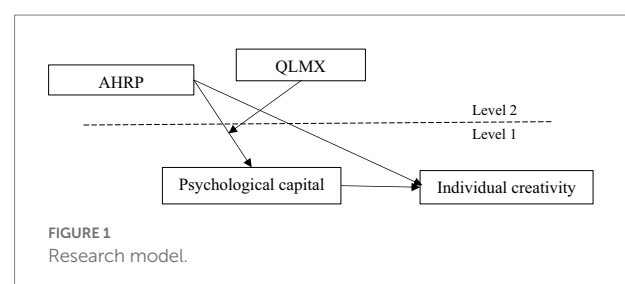 QLMX
AHRP
Level 2
Level 1
Psychological capital
Individual creativity
FIGURE 1
Research model.